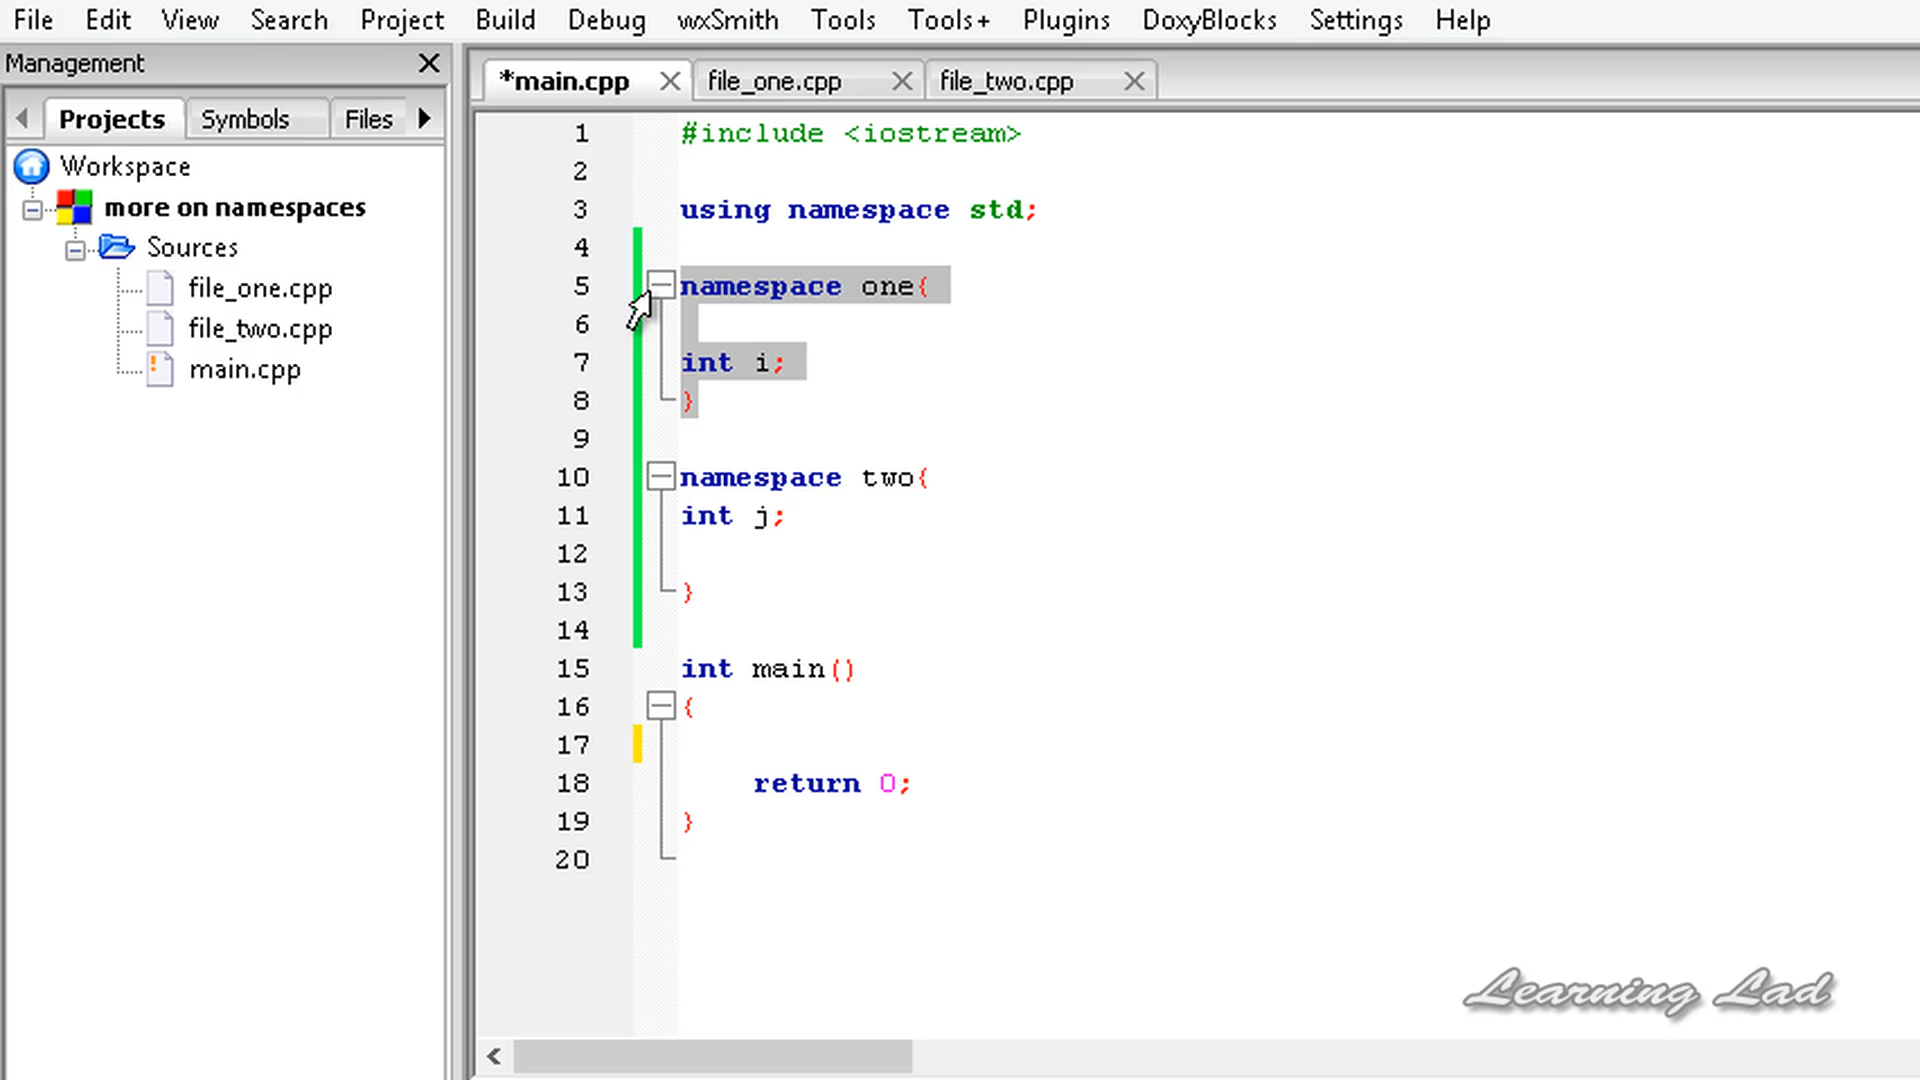 File Edit View Search Project Build Debug wxSmith Tools Tools+ Plugins DoxyBlocks Settings Help
Management
Projects Symbols Files
Workspace
more on namespaces
Sources
file_one.cpp
file_two.cpp
main.cpp
*main.cpp file_one.cpp file_two.cpp
1 #include <iostream>
2
3 using namespace std;
4
5 namespace one{
6
7 int i;
8 }
9
10 namespace two{
11 int j;
12
13 }
14
15 int main()
16 {
17
18 return 0;
19 }
20
Learning Lad